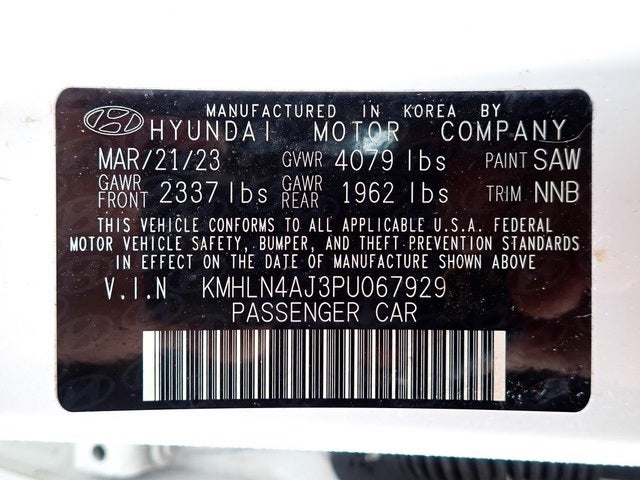 MANUFACTURED IN KOREA BY
HYUNDAI MOTOR COMPANY
MAR/21/23 GVWR 4079 lbs PAINT SAW
GAWR FRONT 2337 lbs GAWR REAR 1962 lbs TRIM NNB
THIS VEHICLE CONFORMS TO ALL APPLICABLE U.S.A. FEDERAL
MOTOR VEHICLE SAFETY, BUMPER, AND THEFT PREVENTION STANDARDS
IN EFFECT ON THE DATE OF MANUFACTURE SHOWN ABOVE
V.I.N KMHLN4AJ3PU067929
PASSENGER CAR